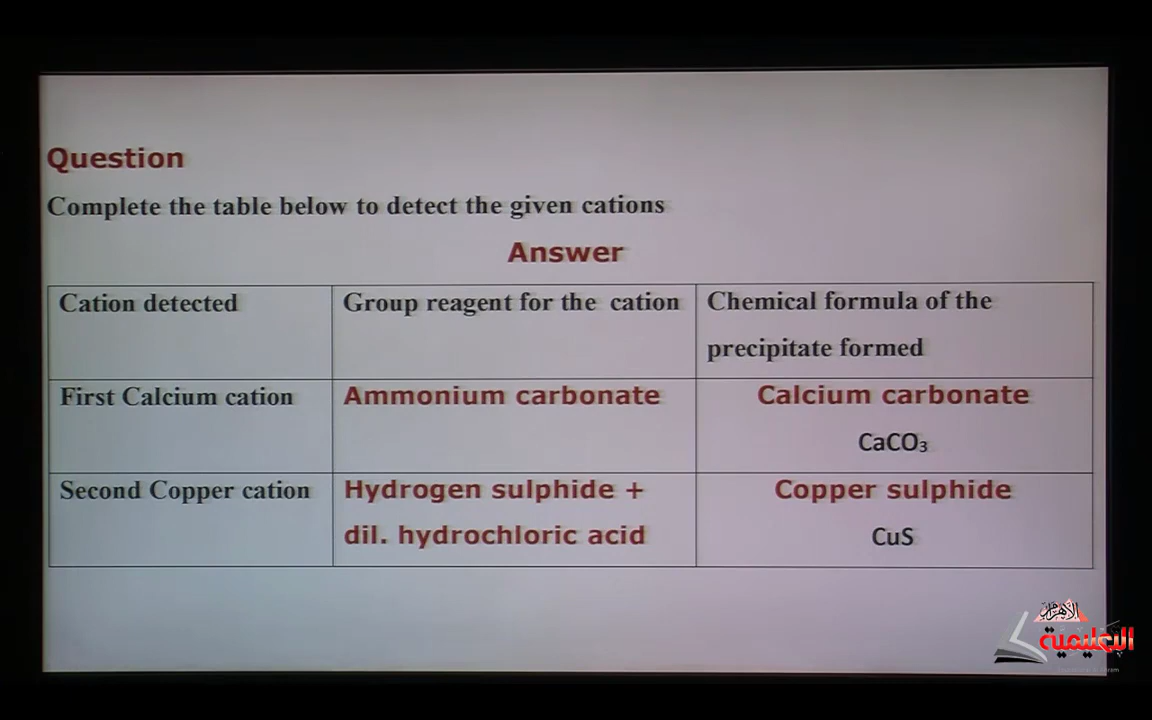 Question
Complete the table below to detect the given cations
Answer
Cation detected
Group reagent for the cation
Chemical formula of the
precipitate formed
First Calcium cation
Ammonium carbonate
Calcium carbonate
CaCO₃
Second Copper cation
Hydrogen sulphide +
dil. hydrochloric acid
Copper sulphide
CuS
الأهرام
التعليمية